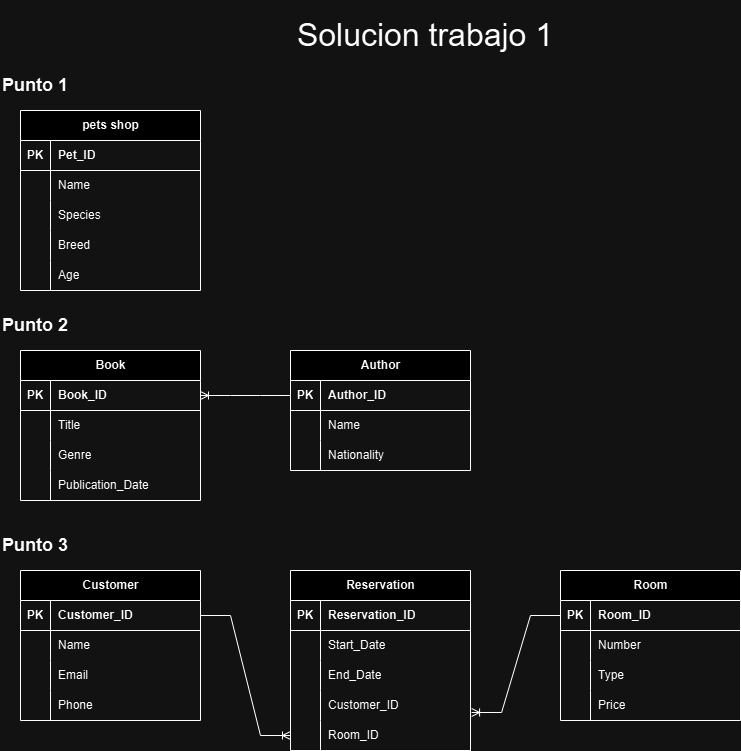 Solucion trabajo 1
Punto 1
pets shop
PK Pet_ID
Name
Species
Breed
Age
Punto 2
Book
PK Book_ID
Title
Genre
Publication_Date
Author
PK Author_ID
Name
Nationality
Punto 3
Customer
PK Customer_ID
Name
Email
Phone
Reservation
PK Reservation_ID
Start_Date
End_Date
Customer_ID
Room_ID
Room
PK Room_ID
Number
Type
Price